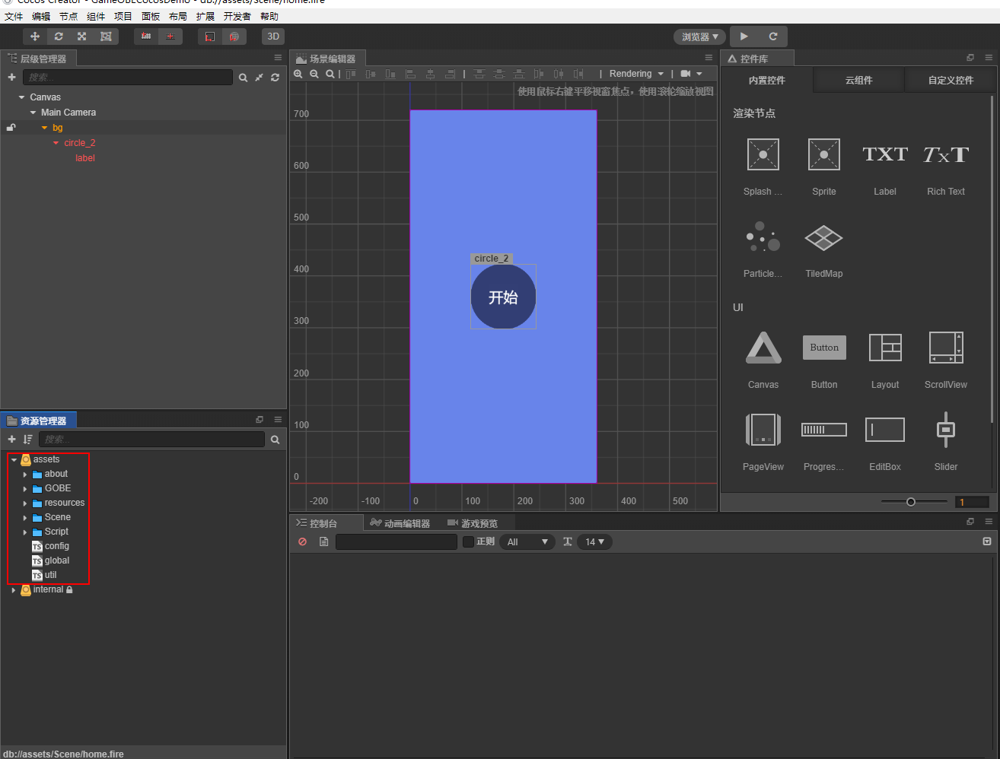 Cocos Creator - GameOBECocosDemo - db://assets/Scene/home.fire
文件 编辑 节点 组件 项目 面板 布局 扩展 开发者 帮助
3D
浏览器
层级管理器
搜索...
Canvas
Main Camera
bg
circle_2
label
场景编辑器
Rendering
使用鼠标右键平移视窗焦点，使用滚轮缩放视图
700
600
500
400
300
200
100
0
-200 -100 0 100 200 300 400 500
circle_2
开始
控件库
内置控件 云组件 自定义控件
渲染节点
TXT TxT
Splash ... Sprite Label Rich Text
Particle... TiledMap
UI
Button
Canvas Button Layout ScrollView
PageView Progres... EditBox Slider
1
资源管理器
搜索...
assets
about
GOBE
resources
Scene
Script
TS config
TS global
TS util
internal
db://assets/Scene/home.fire
控制台 动画编辑器 游戏预览
正则 All 14